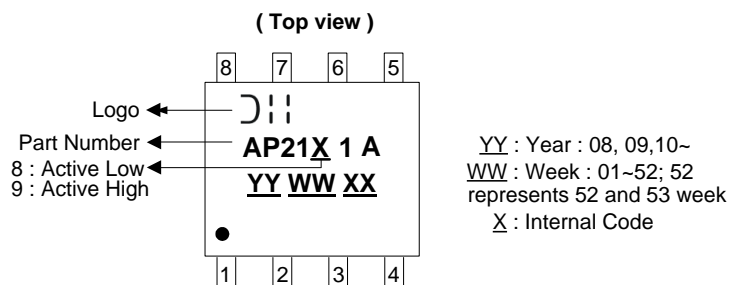 ( Top view )
8 7 6 5
Logo
Part Number
8 : Active Low
9 : Active High
AP21X 1 A
YY WW XX
1 2 3 4
YY : Year : 08, 09,10~
WW : Week : 01~52; 52
represents 52 and 53 week
X : Internal Code